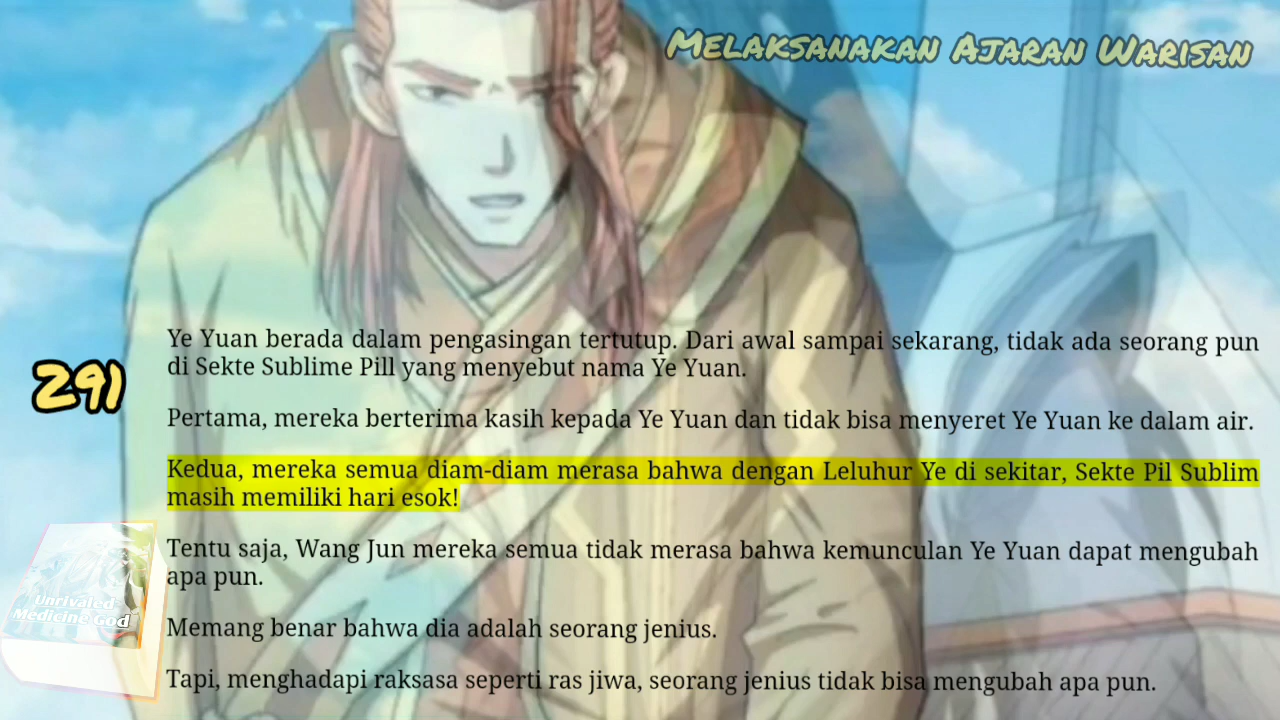 Melaksanakan Ajaran Warisan
Ye Yuan berada dalam pengasingan tertutup. Dari awal sampai sekarang, tidak ada seorang pun
di Sekte Sublime Pill yang menyebut nama Ye Yuan.
291
Pertama, mereka berterima kasih kepada Ye Yuan dan tidak bisa menyeret Ye Yuan ke dalam air.
Kedua, mereka semua diam-diam merasa bahwa dengan Leluhur Ye di sekitar, Sekte Pil Sublim
masih memiliki hari esok!
Tentu saja, Wang Jun mereka semua tidak merasa bahwa kemunculan Ye Yuan dapat mengubah
apa pun.
Unrivaled
Medicine God
Memang benar bahwa dia adalah seorang jenius.
Tapi, menghadapi raksasa seperti ras jiwa, seorang jenius tidak bisa mengubah apa pun.